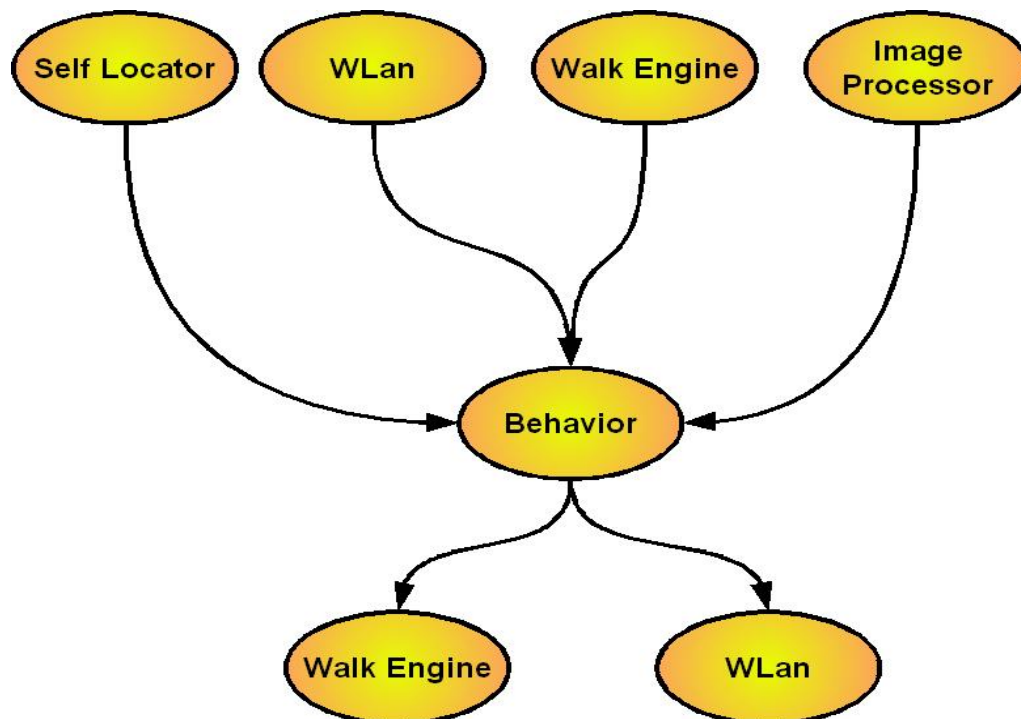 Self Locator
WLan
Walk Engine
Image
Processor
Behavior
Walk Engine
WLan